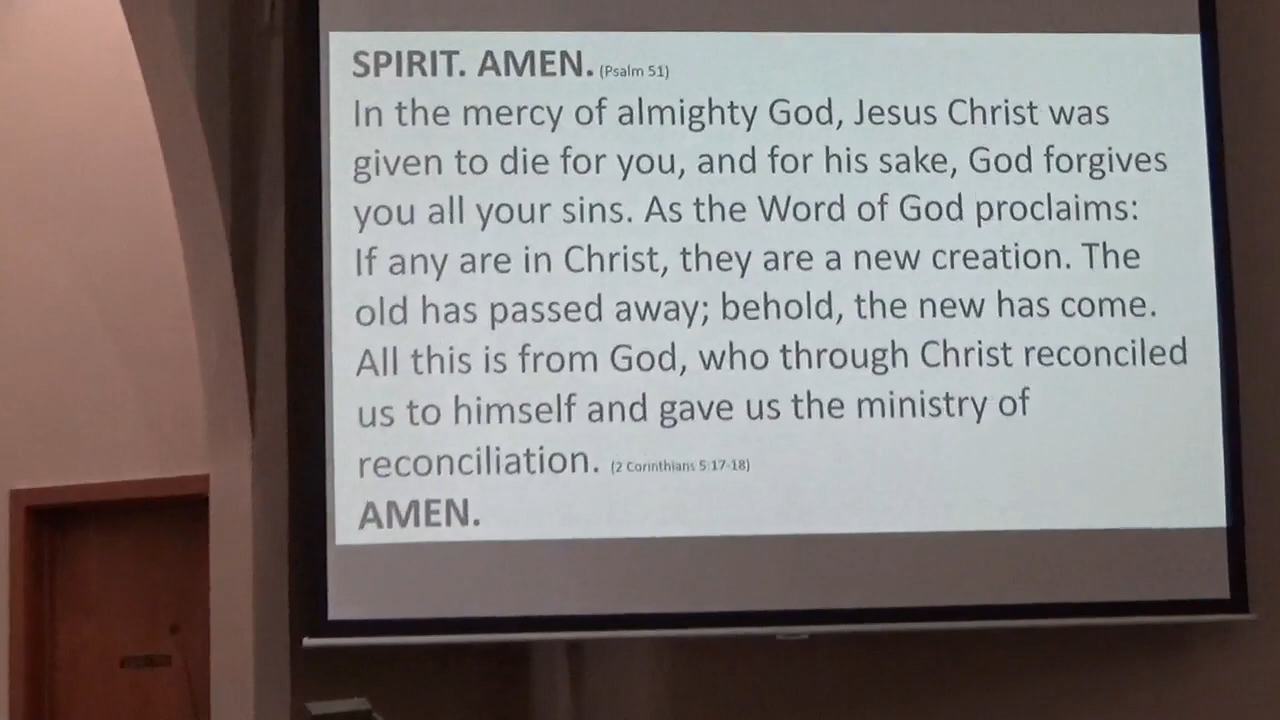 SPIRIT. AMEN. (Psalm 51)
In the mercy of almighty God, Jesus Christ was
given to die for you, and for his sake, God forgives
you all your sins. As the Word of God proclaims:
If any are in Christ, they are a new creation. The
old has passed away; behold, the new has come.
All this is from God, who through Christ reconciled
us to himself and gave us the ministry of
reconciliation. (2 Corinthians 5:17-18)
AMEN.